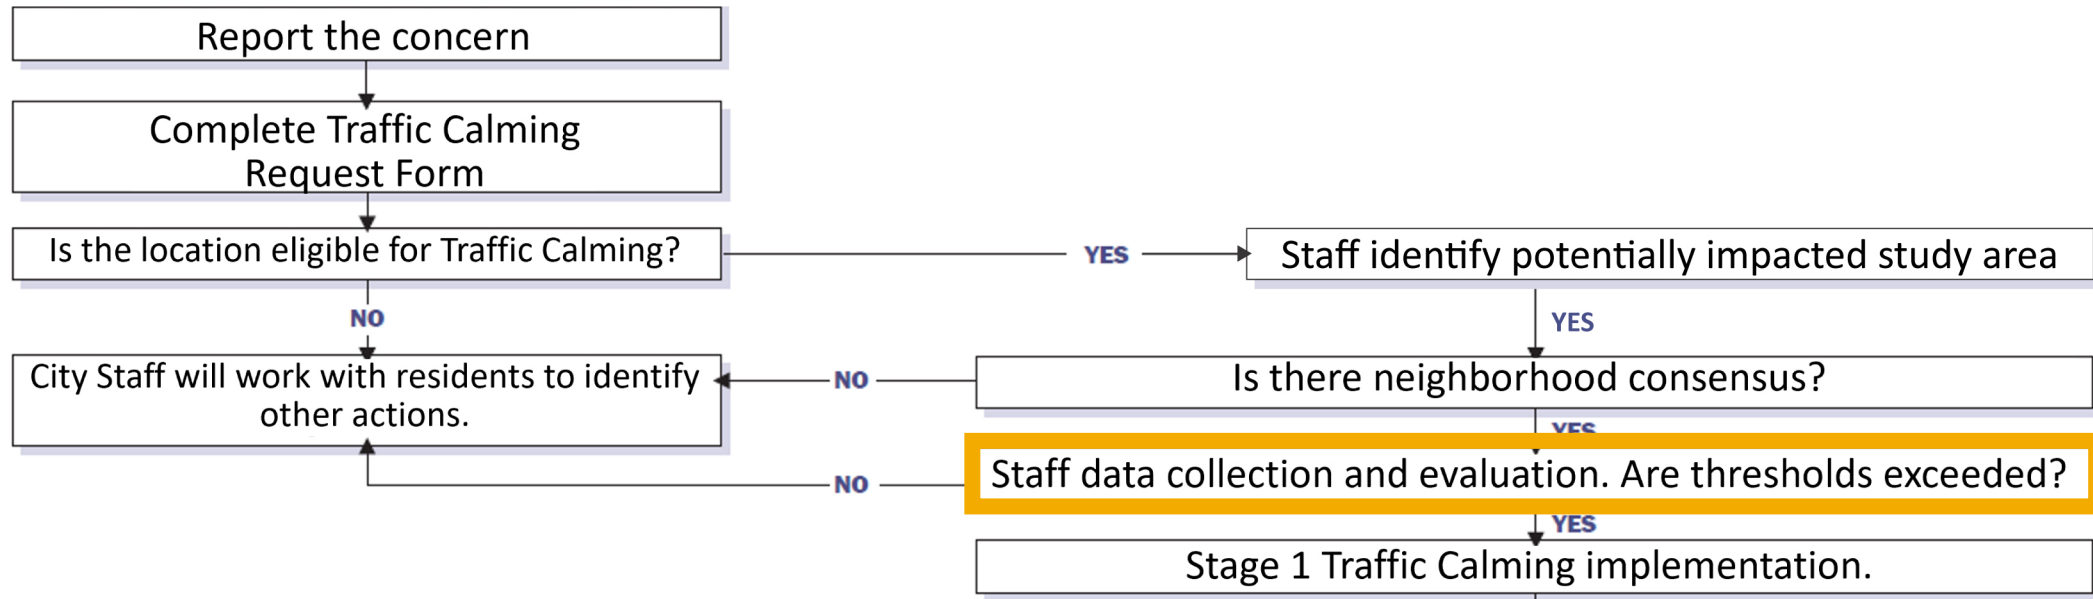 Report the concern
Complete Traffic Calming
Request Form
Is the location eligible for Traffic Calming?
YES
Staff identify potentially impacted study area
NO
YES
City Staff will work with residents to identify
other actions.
NO
Is there neighborhood consensus?
YES
NO
Staff data collection and evaluation. Are thresholds exceeded?
YES
Stage 1 Traffic Calming implementation.